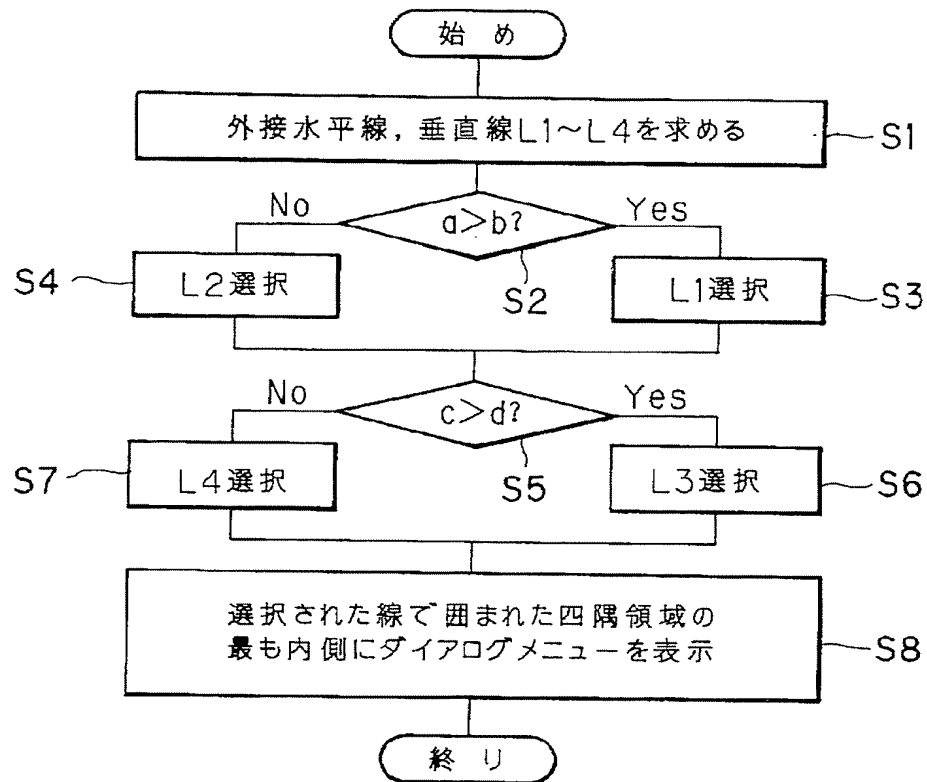 始め
外接水平線,垂直線L1〜L4を求める
S1
No
a>b?
Yes
S4
L2選択
S2
L1選択
S3
No
c>d?
Yes
S7
L4選択
S5
L3選択
S6
選択された線で囲まれた四隅領域の
最も内側にダイアログメニューを表示
S8
終り